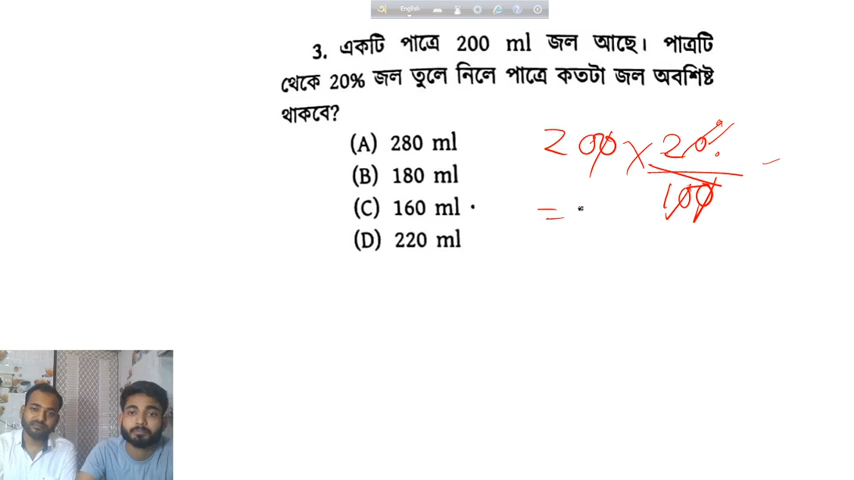 English
3. একটি পাত্রে 200 ml জল আছে। পাত্রটি
থেকে 20% জল তুলে নিলে পাত্রে কতটা জল অবশিষ্ট
থাকবে?
(A) 280 ml
(B) 180 ml
(C) 160 ml
(D) 220 ml
200 × 20
100
=